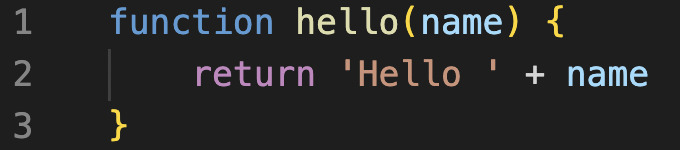 1 function hello(name) {
2     return 'Hello ' + name
3 }